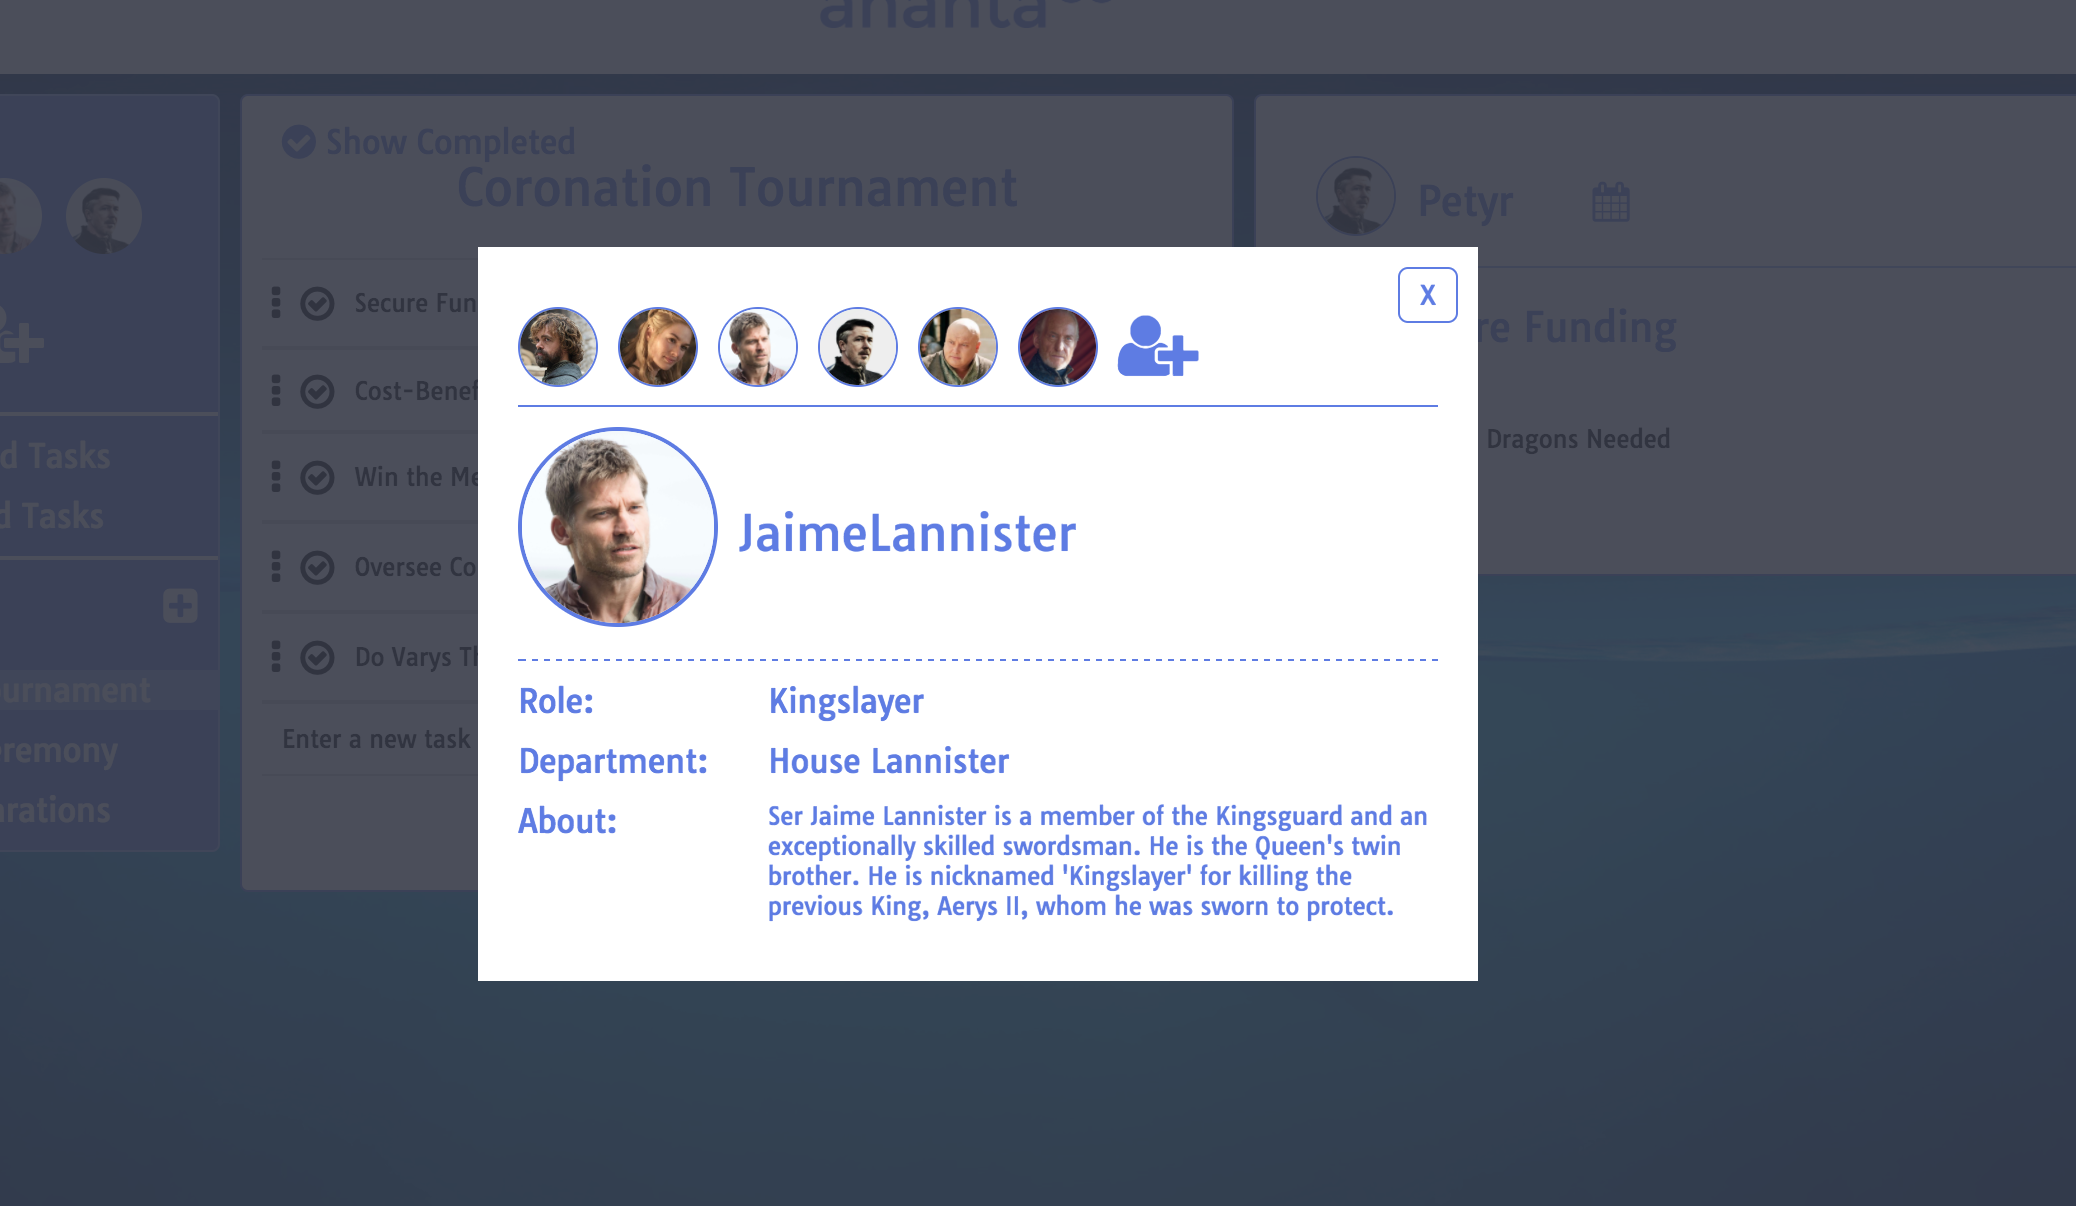 ananta
Show Completed
Coronation Tournament
Petyr
X
Secure Fun
re Funding
Cost-Benef
JaimeLannister
Dragons Needed
d Tasks
Win the Me
d Tasks
Oversee Co
Do Varys Th
Role: Kingslayer
urnament
Enter a new task
Department: House Lannister
remony
About: Ser Jaime Lannister is a member of the Kingsguard and an
exceptionally skilled swordsman. He is the Queen's twin
brother. He is nicknamed 'Kingslayer' for killing the
previous King, Aerys II, whom he was sworn to protect.
arations